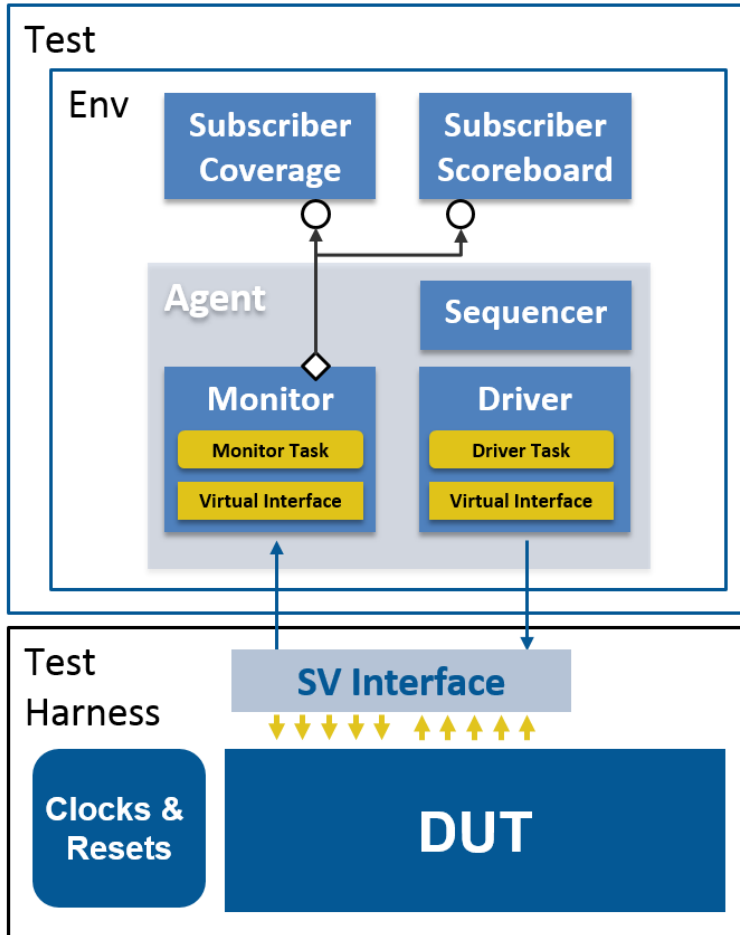 Test
Env
Subscriber
Coverage
Subscriber
Scoreboard
Agent
Sequencer
Monitor
Monitor Task
Virtual Interface
Driver
Driver Task
Virtual Interface
Test
Harness
SV Interface
Clocks &
Resets
DUT